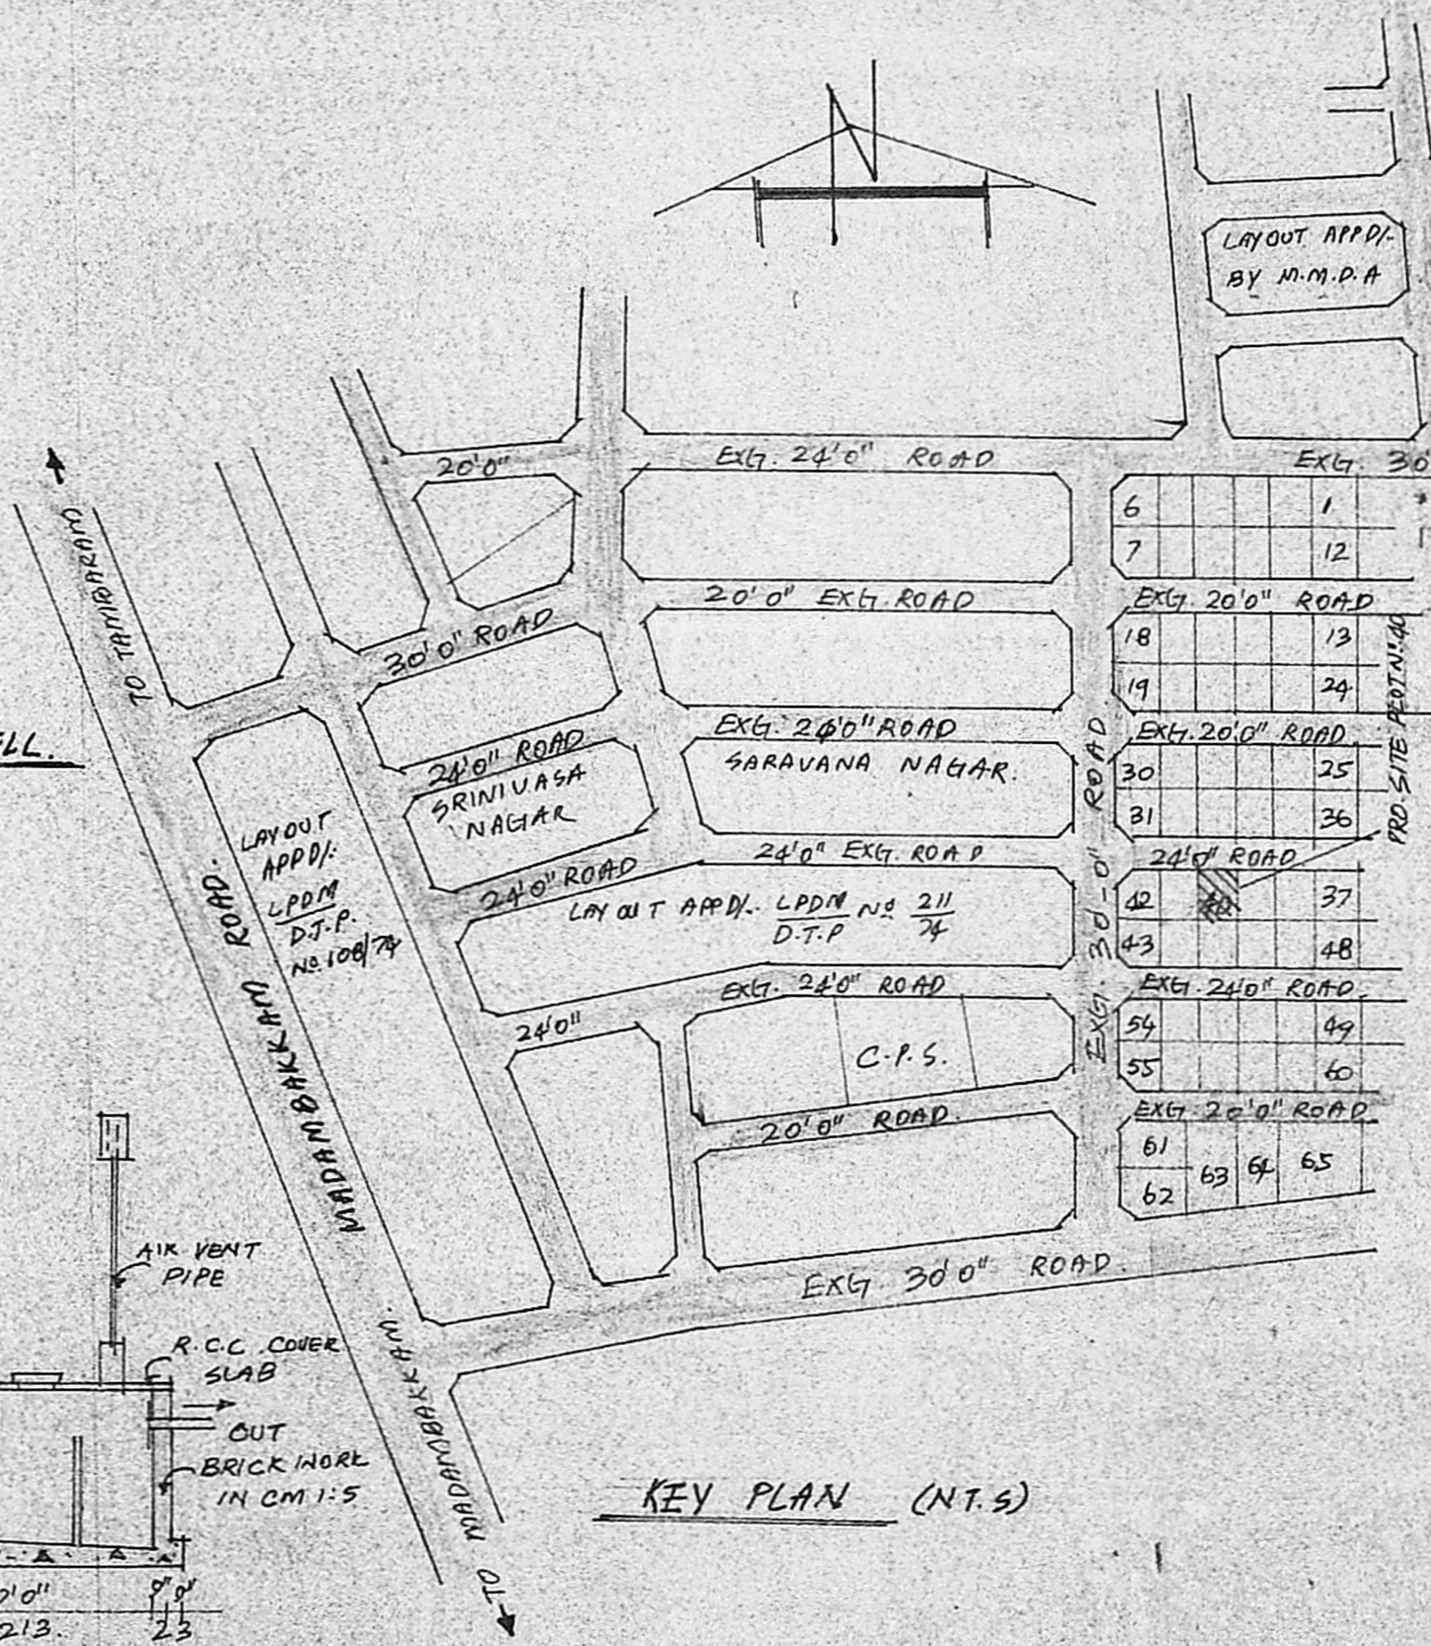 N
LAYOUT APPD/-
BY M.M.D.A
20'0"
EXG. 24'0" ROAD
EXG. 30
6
1
7
12
TO TAMBARAM
20'0" EXG. ROAD
EXG. 20'0" ROAD
30'0" ROAD
18
13
19
24
PRO. SITE PLOT No. 40
24'0" ROAD
EXG. 20'0" ROAD
SRINIVASA
NAGAR
SARAVANA NAGAR.
30
25
31
36
LAYOUT
APPD/-
LPDM
D.T.P.
No. 108/74
24'0" ROAD
24'0" EXG. ROAD
24'0" ROAD
LAYOUT APPD/- LPDM No 211
D.T.P 74
42
40
37
43
48
EXG. 30'-0" ROAD
MADAMBAKKAM ROAD.
EXG. 24'0" ROAD
EXG. 24'0" ROAD.
24'0"
C.P.S.
54
49
55
60
20'0" ROAD.
EXG. 20'0" ROAD
61
62
63
64
65
EXG. 30'0" ROAD.
AIR VENT
PIPE
R.C.C. COVER
SLAB
OUT
BRICK WORK
IN CM 1:5
TO MADAMBAKKAM.
KEY PLAN (N.T.S)
213.
23